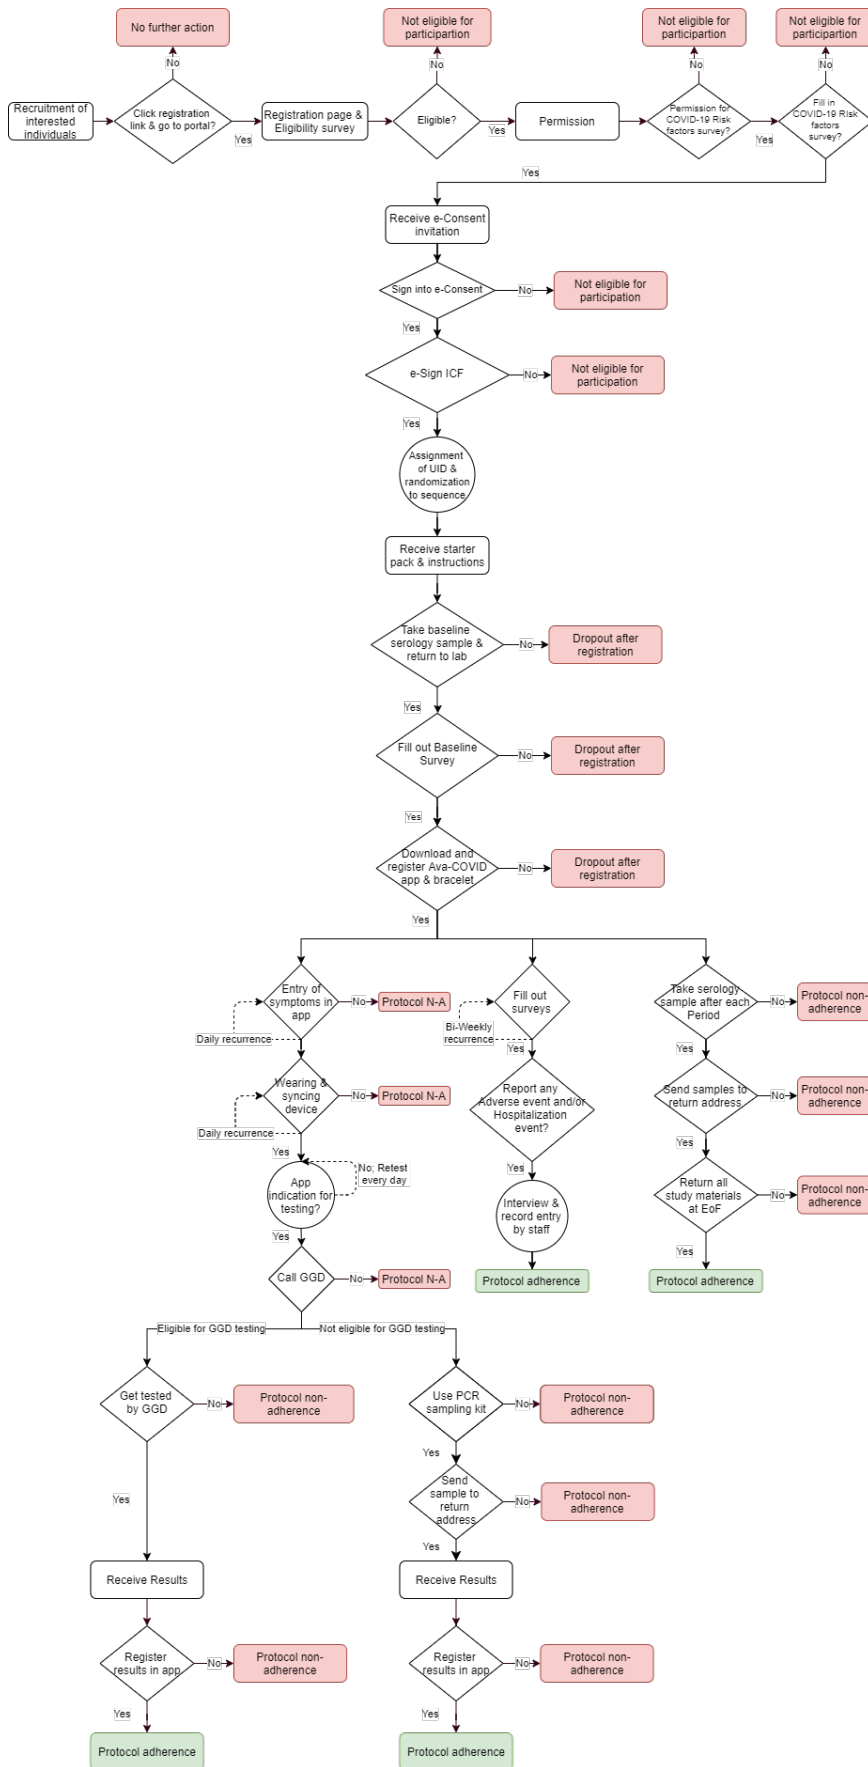 No further action
Not eligible for
participartion
Not eligible for
participartion
Not eligible for
participartion
No
No
No
No
Recruitment of
interested
individuals
Click registration
link & go to portal?
Yes
Registration page &
Eligibility survey
Eligible?
Yes
Permission
Permission for
COVID-19 Risk
factors survey?
Yes
Fill in
COVID-19 RIsk
factors
survey?
Yes
Receive e-Consent
invitation
Sign into e-Consent
No
Not eligible for
participation
Yes
e-Sign ICF
No
Not eligible for
participation
Yes
Assignment
of UID &
randomization
to sequence
Receive starter
pack & instructions
Take baseline
serology sample &
return to lab
No
Dropout after
registration
Yes
Fill out Baseline
Survey
No
Dropout after
registration
Yes
Download and
register Ava-COVID
app & bracelet
No
Dropout after
registration
Yes
Entry of
symptoms in
app
No
Protocol N-A
Daily recurrence
Wearing &
syncing
device
No
Protocol N-A
Daily recurrence
Yes
No; Retest
every day
App
indication for
testing?
Yes
Call GGD
No
Protocol N-A
Fill out
surveys
Bi-Weekly
recurrence
Yes
Report any
Adverse event and/or
Hospitalization
event?
Yes
Interview &
record entry
by staff
Protocol adherence
Take serology
sample after each
Period
No
Protocol non-
adherence
Yes
Send samples to
return address
No
Protocol non-
adherence
Yes
Return all
study materials
at EoF
No
Protocol non-
adherence
Yes
Protocol adherence
Eligible for GGD testing
Not eligible for GGD testing
Get tested
by GGD
No
Protocol non-
adherence
Yes
Receive Results
Register
results in app
No
Protocol non-
adherence
Yes
Protocol adherence
Use PCR
sampling kit
No
Protocol non-
adherence
Yes
Send
sample to
return
address
No
Protocol non-
adherence
Yes
Receive Results
Register
results in app
No
Protocol non-
adherence
Yes
Protocol adherence